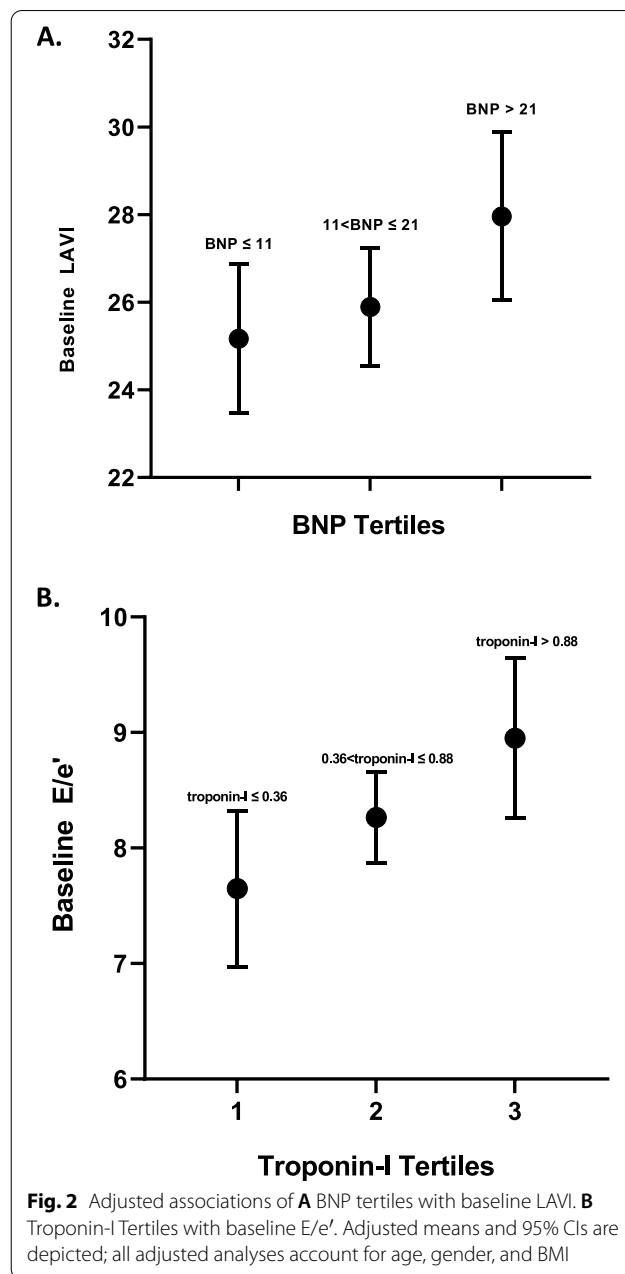 A.
32
30
28
26
24
22
Baseline LAVI
BNP ≤ 11
11<BNP ≤ 21
BNP > 21
BNP Tertiles
B.
10
9
8
7
6
Baseline E/e'
troponin-I ≤ 0.36
0.36<troponin-I ≤ 0.88
troponin-I > 0.88
1 2 3
Troponin-I Tertiles
Fig. 2 Adjusted associations of A BNP tertiles with baseline LAVI. B
Troponin-I Tertiles with baseline E/e′. Adjusted means and 95% CIs are
depicted; all adjusted analyses account for age, gender, and BMI